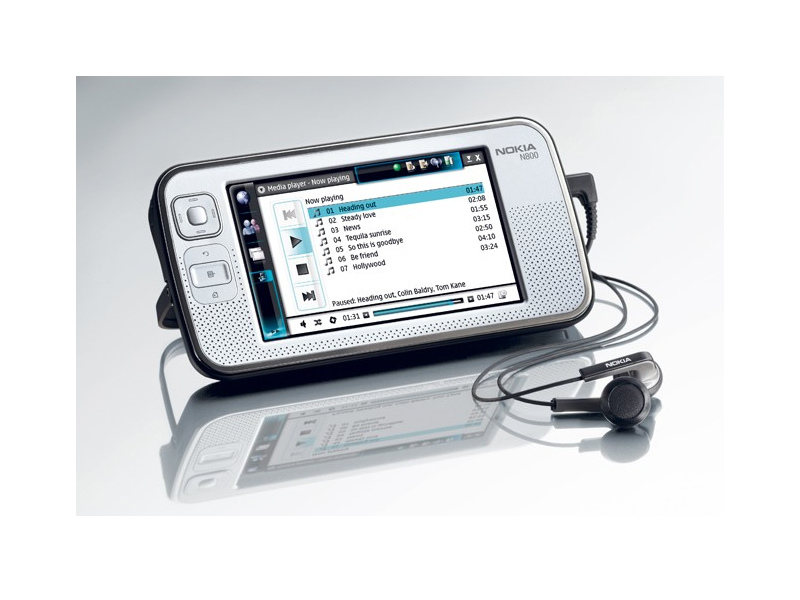 NOKIA
N800
Media player - Now playing
Now playing
01 Heading out 01:47
02 Steady love 02:08
03 News 01:55
04 Tequila sunrise 03:15
05 So this is goodbye 02:50
06 Be friend 04:10
07 Hollywood 03:24
Paused: Heading out, Colin Baldry, Tom Kane
01:31 01:47
NOKIA